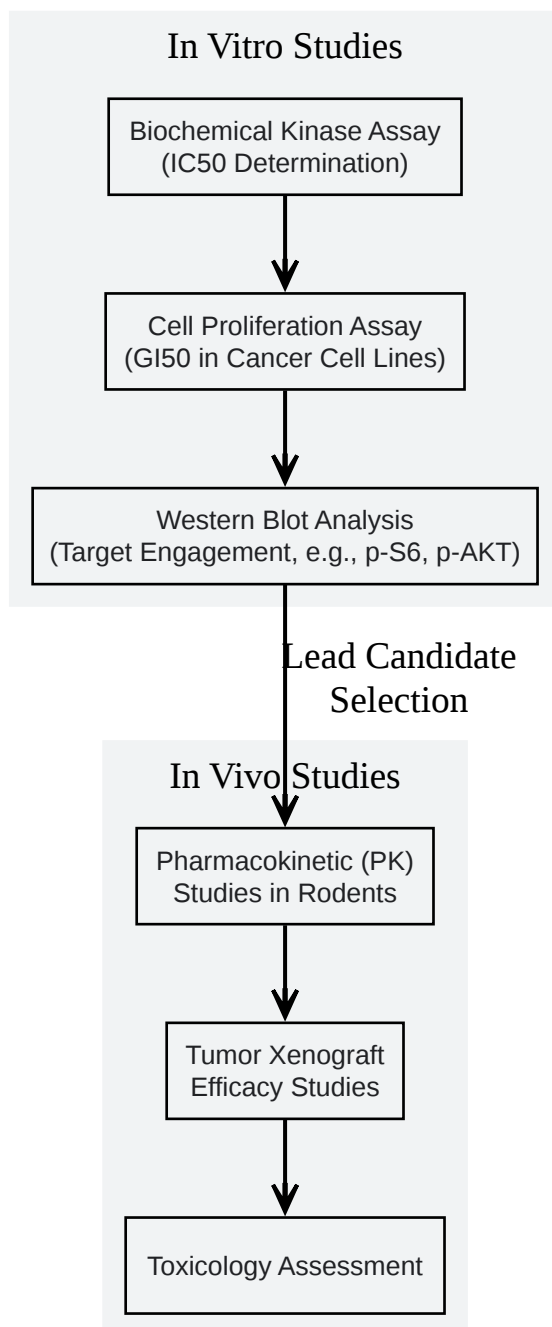 In Vitro Studies
Biochemical Kinase Assay
(IC50 Determination)
Cell Proliferation Assay
(GI50 in Cancer Cell Lines)
Western Blot Analysis
(Target Engagement, e.g., p-S6, p-AKT)
Lead Candidate
Selection
In Vivo Studies
Pharmacokinetic (PK)
Studies in Rodents
Tumor Xenograft
Efficacy Studies
Toxicology Assessment